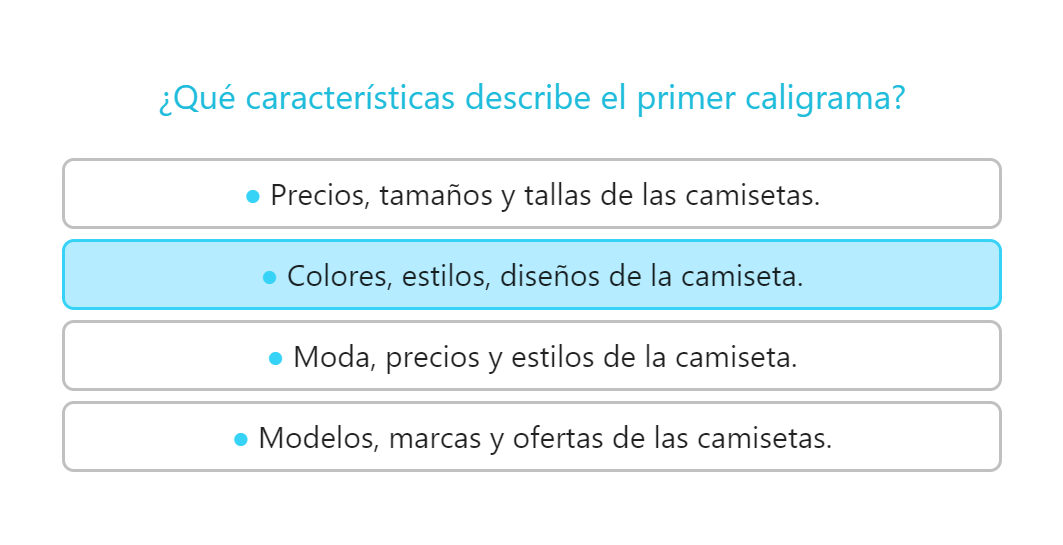 ¿Qué características describe el primer caligrama?
● Precios, tamaños y tallas de las camisetas.
● Colores, estilos, diseños de la camiseta.
● Moda, precios y estilos de la camiseta.
● Modelos, marcas y ofertas de las camisetas.